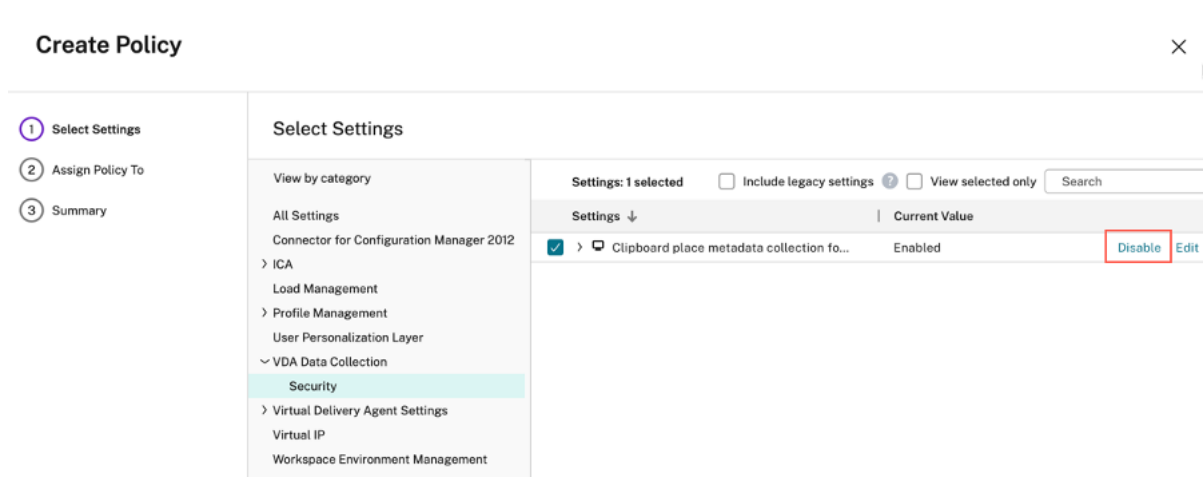 Create Policy
1 Select Settings
2 Assign Policy To
3 Summary
Select Settings
View by category
All Settings
Connector for Configuration Manager 2012
ICA
Load Management
Profile Management
User Personalization Layer
VDA Data Collection
Security
Virtual Delivery Agent Settings
Virtual IP
Workspace Environment Management
Settings: 1 selected Include legacy settings ? View selected only Search
Settings ↓ Current Value
Clipboard place metadata collection fo... Enabled Disable Edit